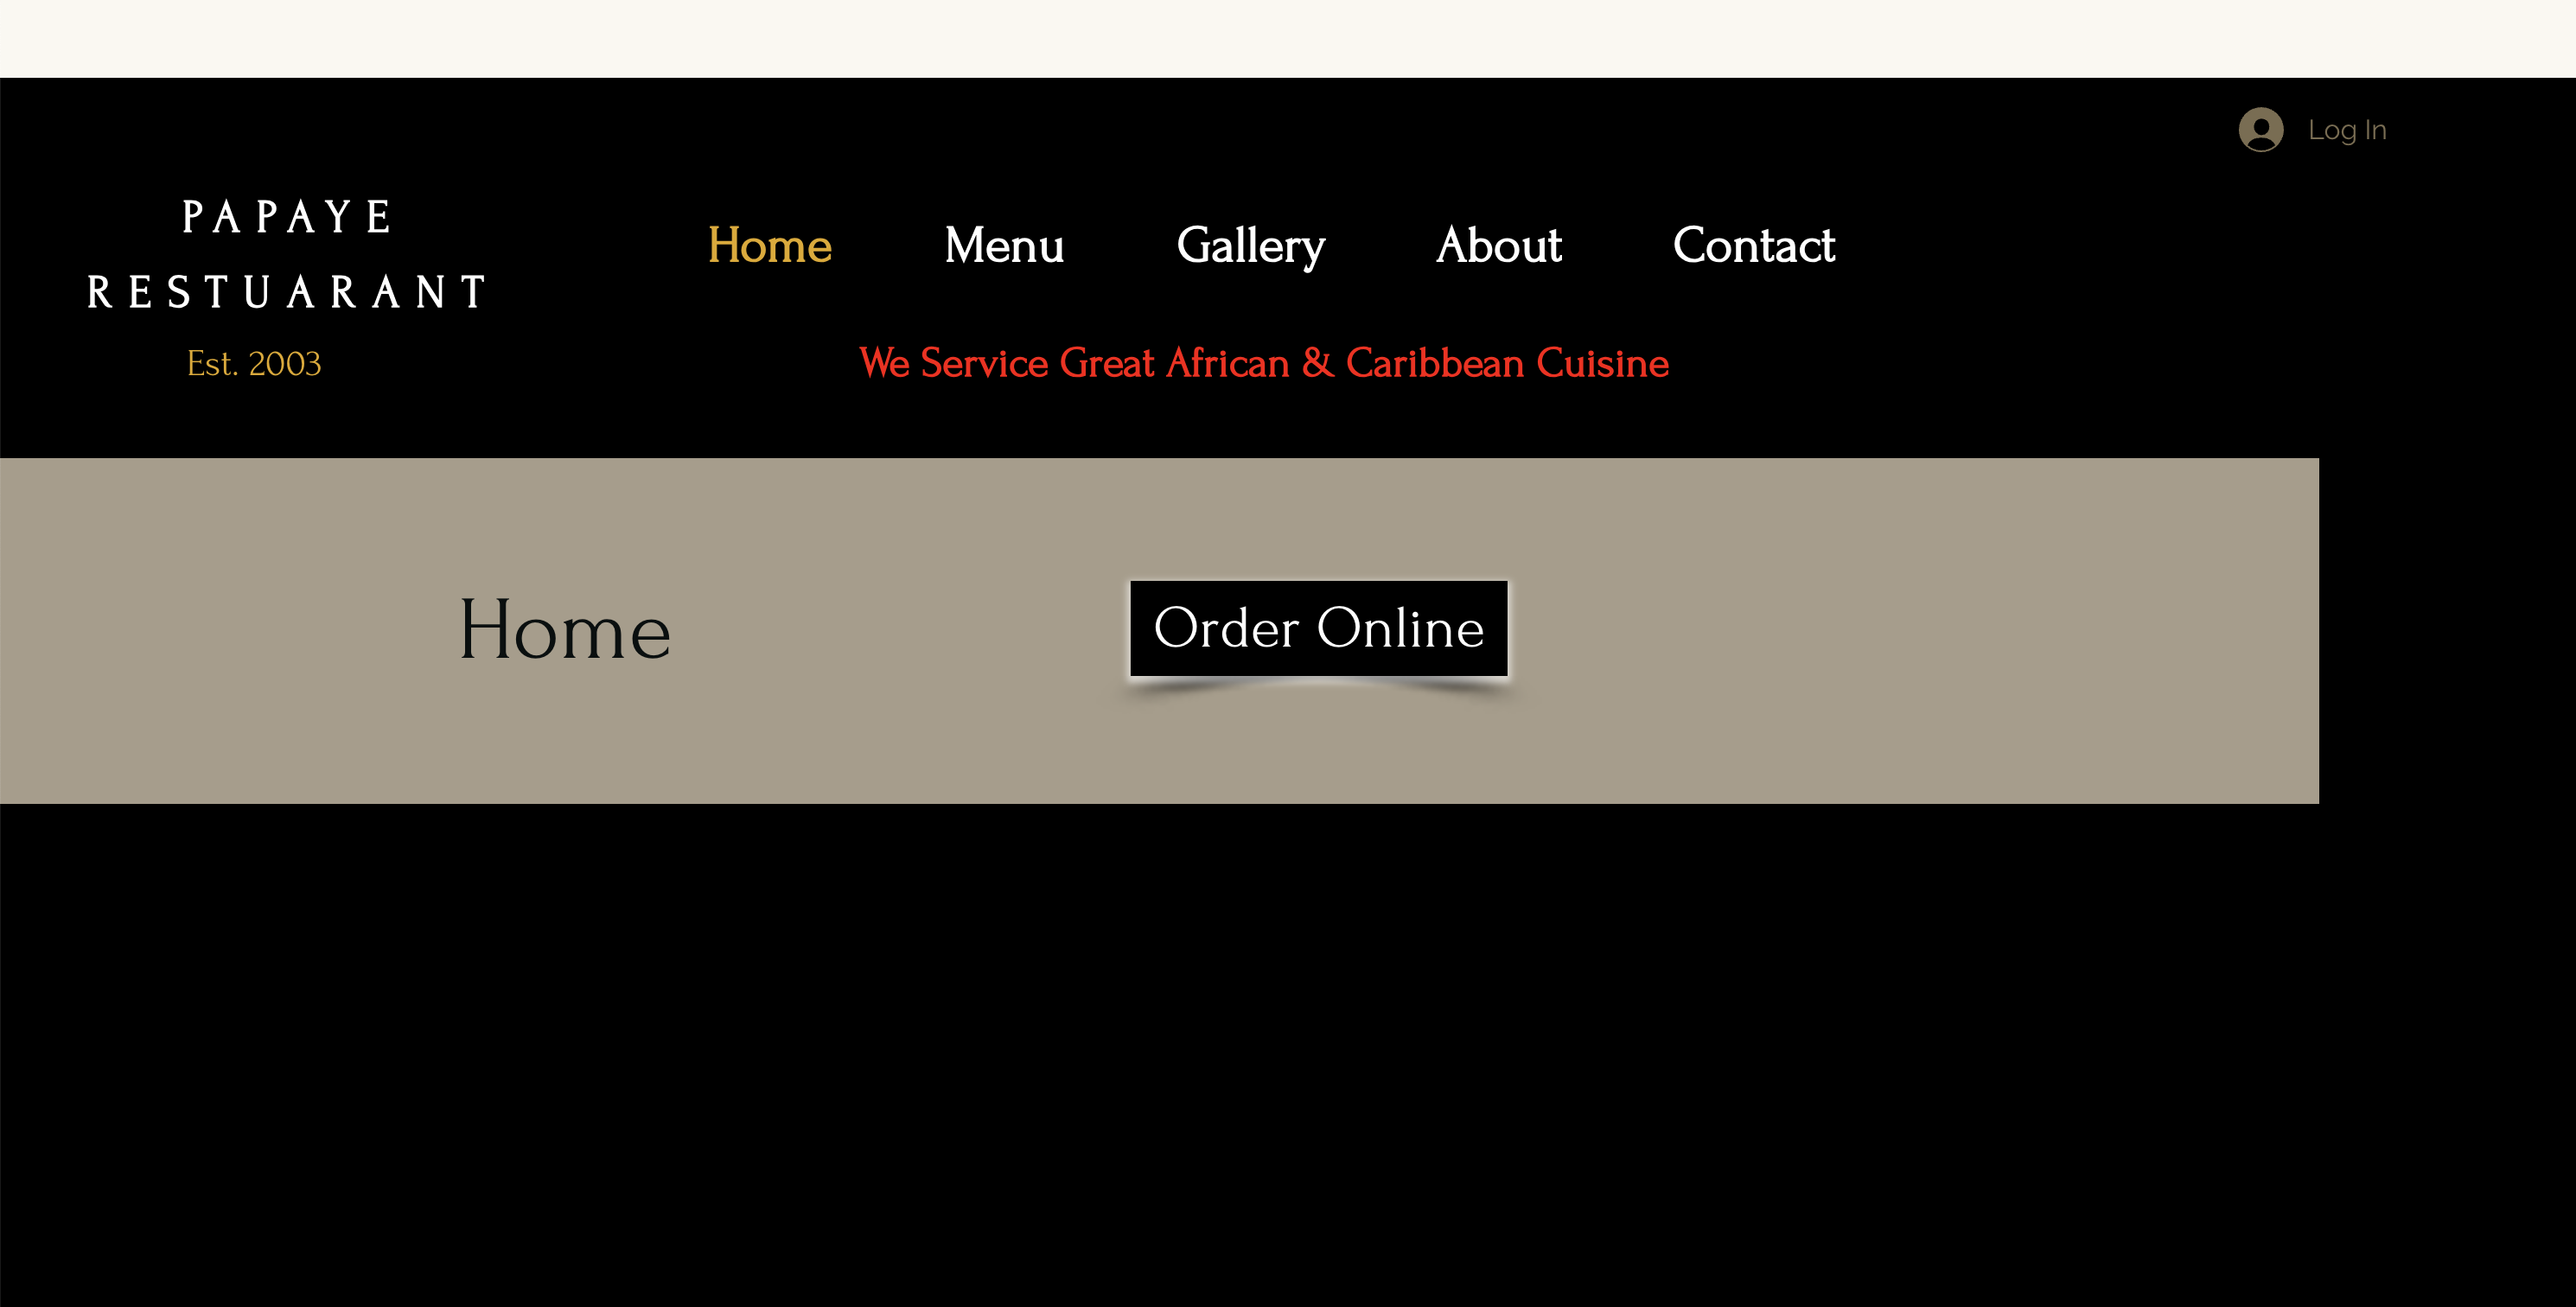 Log In
PAPAYE
RESTUARANT
Est. 2003
Home Menu Gallery About Contact
We Service Great African & Caribbean Cuisine
Home
Order Online